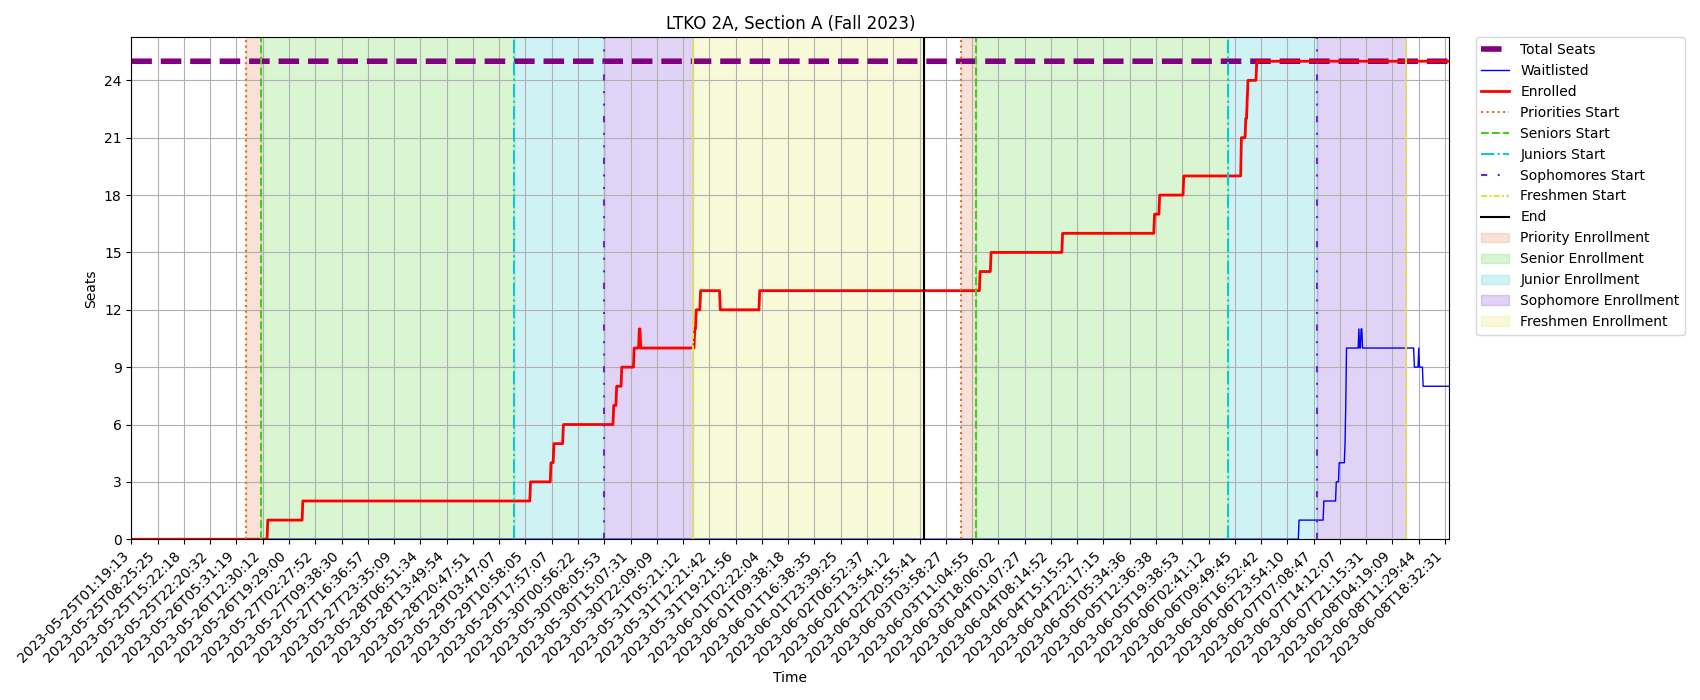 LTKO 2A, Section A (Fall 2023)
Total Seats
Waitlisted
Enrolled
Priorities Start
Seniors Start
Juniors Start
Sophomores Start
Freshmen Start
End
Priority Enrollment
Senior Enrollment
Junior Enrollment
Sophomore Enrollment
Freshmen Enrollment
Seats
24
21
18
15
12
9
6
3
0
2023-05-25T01:19:13
2023-05-25T08:25:25
2023-05-25T15:22:18
2023-05-25T22:20:32
2023-05-26T05:31:19
2023-05-26T12:30:12
2023-05-26T19:29:00
2023-05-27T02:27:52
2023-05-27T09:38:30
2023-05-27T16:36:57
2023-05-27T23:35:09
2023-05-28T06:51:34
2023-05-28T13:49:54
2023-05-28T20:47:51
2023-05-29T03:47:07
2023-05-29T10:58:05
2023-05-29T17:57:07
2023-05-30T00:56:22
2023-05-30T08:05:53
2023-05-30T15:07:31
2023-05-30T22:09:09
2023-05-31T05:21:12
2023-05-31T12:21:42
2023-05-31T19:21:56
2023-06-01T02:22:04
2023-06-01T09:38:18
2023-06-01T16:38:35
2023-06-01T23:39:25
2023-06-02T06:52:37
2023-06-02T13:54:12
2023-06-02T20:55:41
2023-06-03T03:58:27
2023-06-03T11:04:55
2023-06-03T18:06:02
2023-06-04T01:07:27
2023-06-04T08:14:52
2023-06-04T15:15:52
2023-06-04T22:17:15
2023-06-05T05:34:36
2023-06-05T12:36:38
2023-06-05T19:38:53
2023-06-06T02:41:12
2023-06-06T09:49:45
2023-06-06T16:52:42
2023-06-06T23:54:10
2023-06-07T07:08:47
2023-06-07T14:12:07
2023-06-07T21:15:31
2023-06-08T04:19:09
2023-06-08T11:29:44
2023-06-08T18:32:31
Time